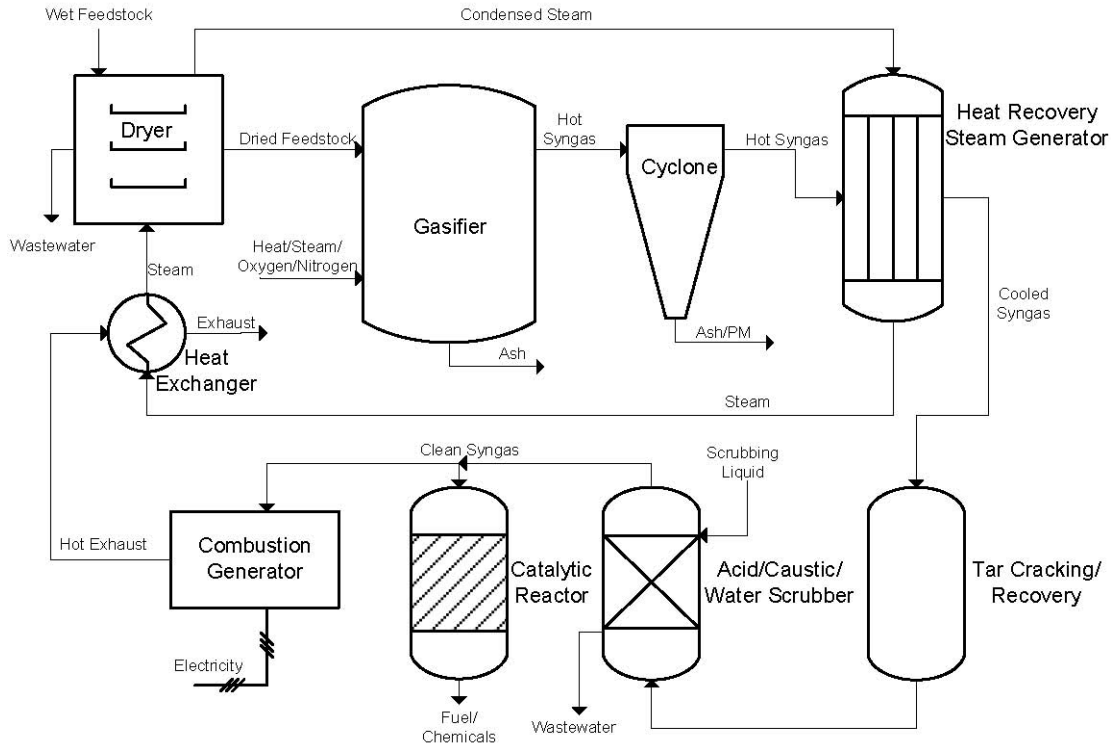 Wet Feedstock
Condensed Steam
Dryer
Dried Feedstock
Wastewater
Steam
Heat/Steam/
Oxygen/Nitrogen
Gasifier
Hot
Syngas
Cyclone
Hot Syngas
Heat Recovery
Steam Generator
Exhaust
Heat
Exchanger
Ash
Ash/PM
Cooled
Syngas
Steam
Clean Syngas
Scrubbing
Liquid
Hot Exhaust
Combustion
Generator
Catalytic
Reactor
Acid/Caustic/
Water Scrubber
Tar Cracking/
Recovery
Electricity
Fuel/
Chemicals
Wastewater